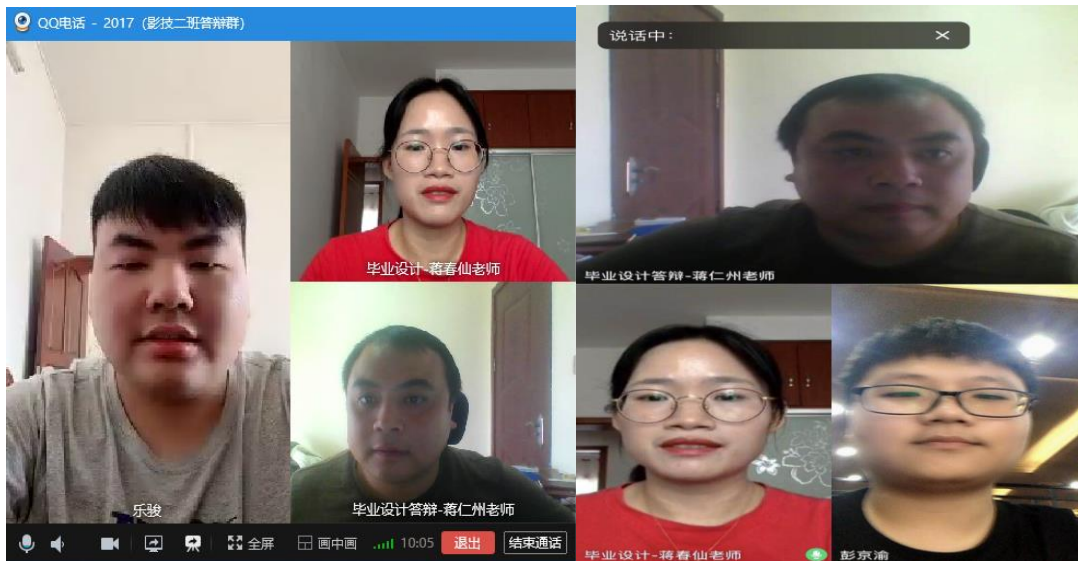 QQ电话 - 2017 (影技二班答辩群)
毕业设计-蒋春仙老师
乐骏
毕业设计答辩-蒋仁州老师
全屏
画中画
10:05
退出
结束通话
说话中:
毕业设计答辩-蒋仁州老师
毕业设计-蒋春仙老师
彭京渝